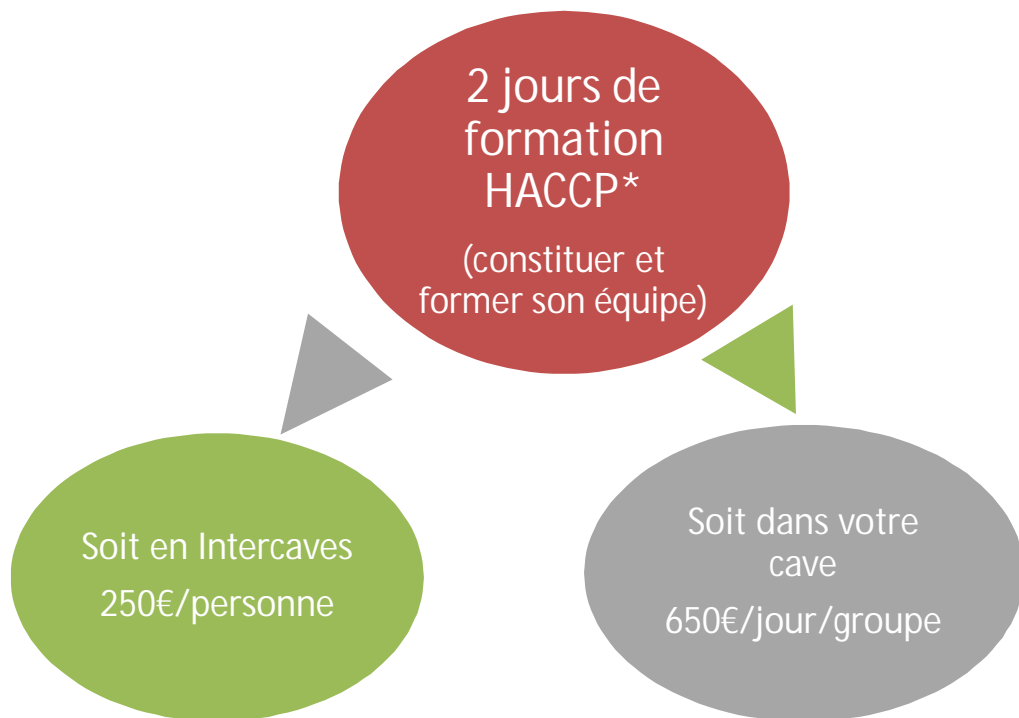 2 jours de
formation
HACCP*
(constituer et
former son équipe)
Soit en Intercaves
250€/personne
Soit dans votre
cave
650€/jour/groupe